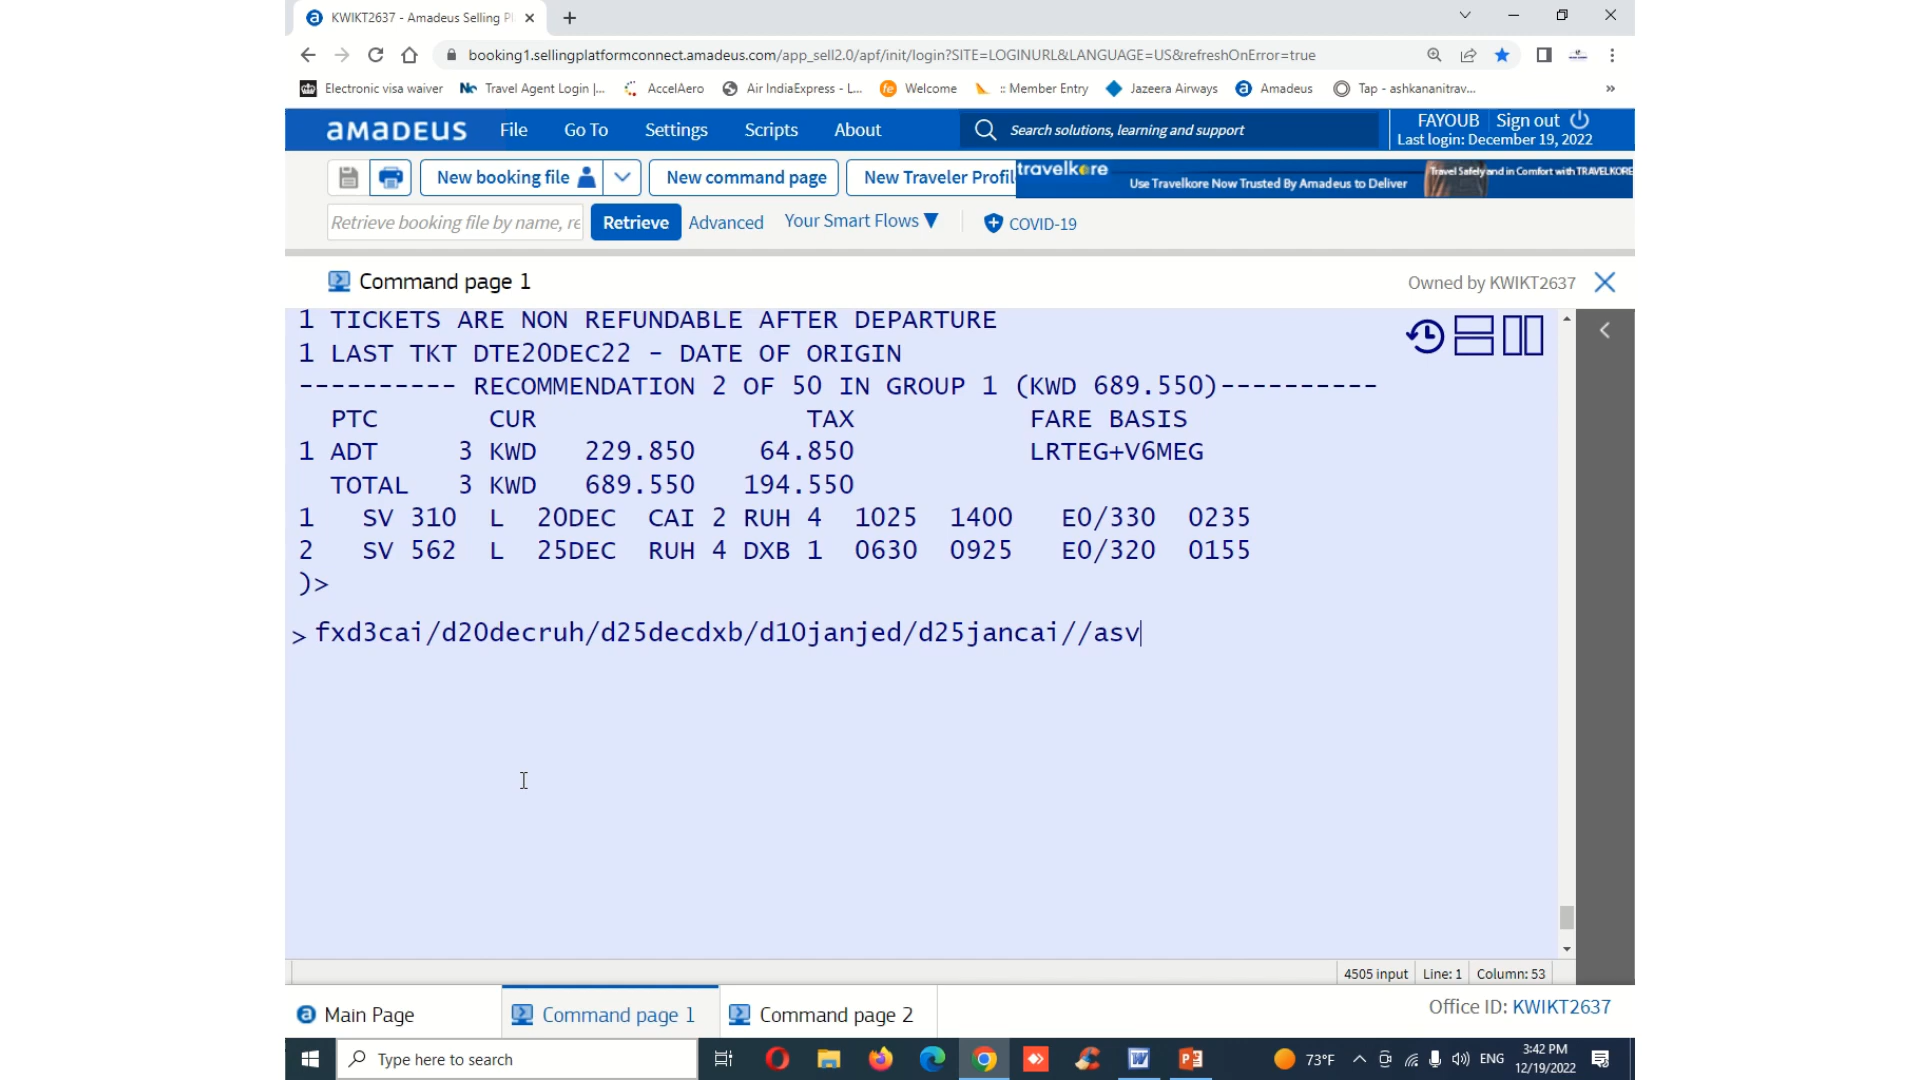 KWIKT2637 - Amadeus Selling Pl
booking1.sellingplatformconnect.amadeus.com/app_sell2.0/apf/init/login?SITE=LOGINURL&LANGUAGE=US&refreshOnError=true
Electronic visa waiver Travel Agent Login |... AccelAero Air IndiaExpress - L... Welcome :: Member Entry Jazeera Airways Amadeus Tap - ashkananitrav... »
amadeus File Go To Settings Scripts About Search solutions, learning and support FAYOUB Sign out
Last login: December 19, 2022
New booking file New command page New Traveler Profil
travelkore Use Travelkore Now Trusted By Amadeus to Deliver Travel Safely and in Comfort with TRAVELKORE
Retrieve booking file by name, re Retrieve Advanced Your Smart Flows COVID-19
Command page 1 Owned by KWIKT2637
1 TICKETS ARE NON REFUNDABLE AFTER DEPARTURE
1 LAST TKT DTE20DEC22 - DATE OF ORIGIN
---------- RECOMMENDATION 2 OF 50 IN GROUP 1 (KWD 689.550)----------
PTC CUR TAX FARE BASIS
1 ADT 3 KWD 229.850 64.850 LRTEG+V6MEG
TOTAL 3 KWD 689.550 194.550
1 SV 310 L 20DEC CAI 2 RUH 4 1025 1400 E0/330 0235
2 SV 562 L 25DEC RUH 4 DXB 1 0630 0925 E0/320 0155
)>
> fxd3cai/d20decruh/d25decdxb/d10janjed/d25jancai//asv
4505 input Line: 1 Column: 53
Main Page Command page 1 Command page 2 Office ID: KWIKT2637
Type here to search 73°F ENG 3:42 PM
12/19/2022